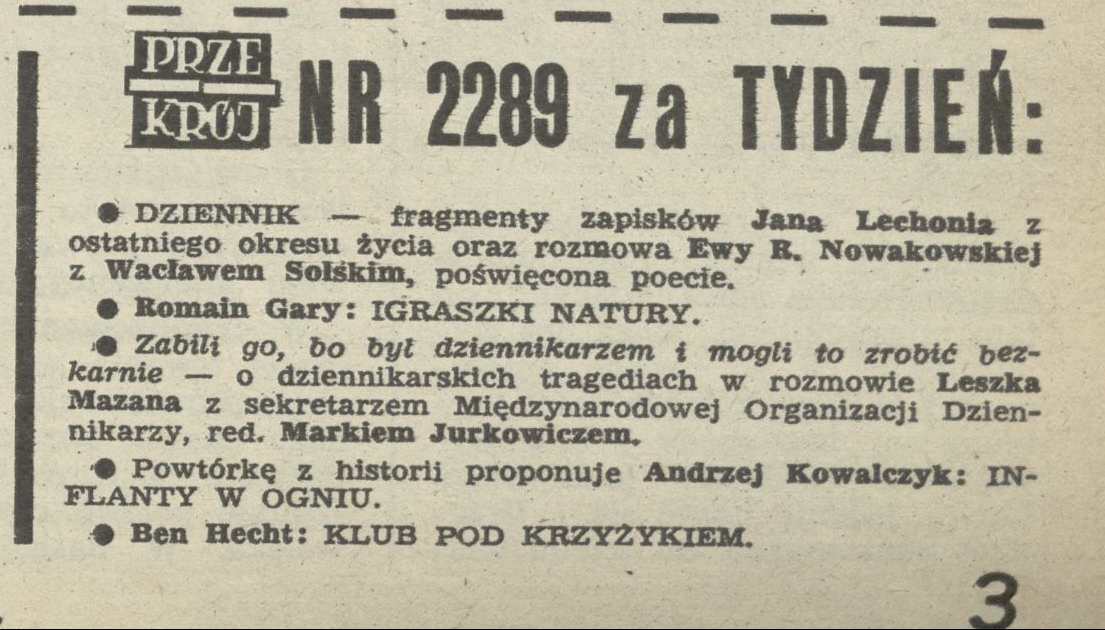 PRZE
KRÓJ
NR 2289 za TYDZIEŃ:
● DZIENNIK — fragmenty zapisków Jana Lechonia z
ostatniego okresu życia oraz rozmowa Ewy R. Nowakowskiej
z Wacławem Solskim, poświęcona poecie.
● Romain Gary: IGRASZKI NATURY.
● Zabili go, bo był dziennikarzem i mogli to zrobić bez-
karnie — o dziennikarskich tragediach w rozmowie Leszka
Mazana z sekretarzem Międzynarodowej Organizacji Dzien-
nikarzy, red. Markiem Jurkowiczem.
● Powtórkę z historii proponuje Andrzej Kowalczyk: IN-
FLANTY W OGNIU.
● Ben Hecht: KLUB POD KRZYŻYKIEM.
3